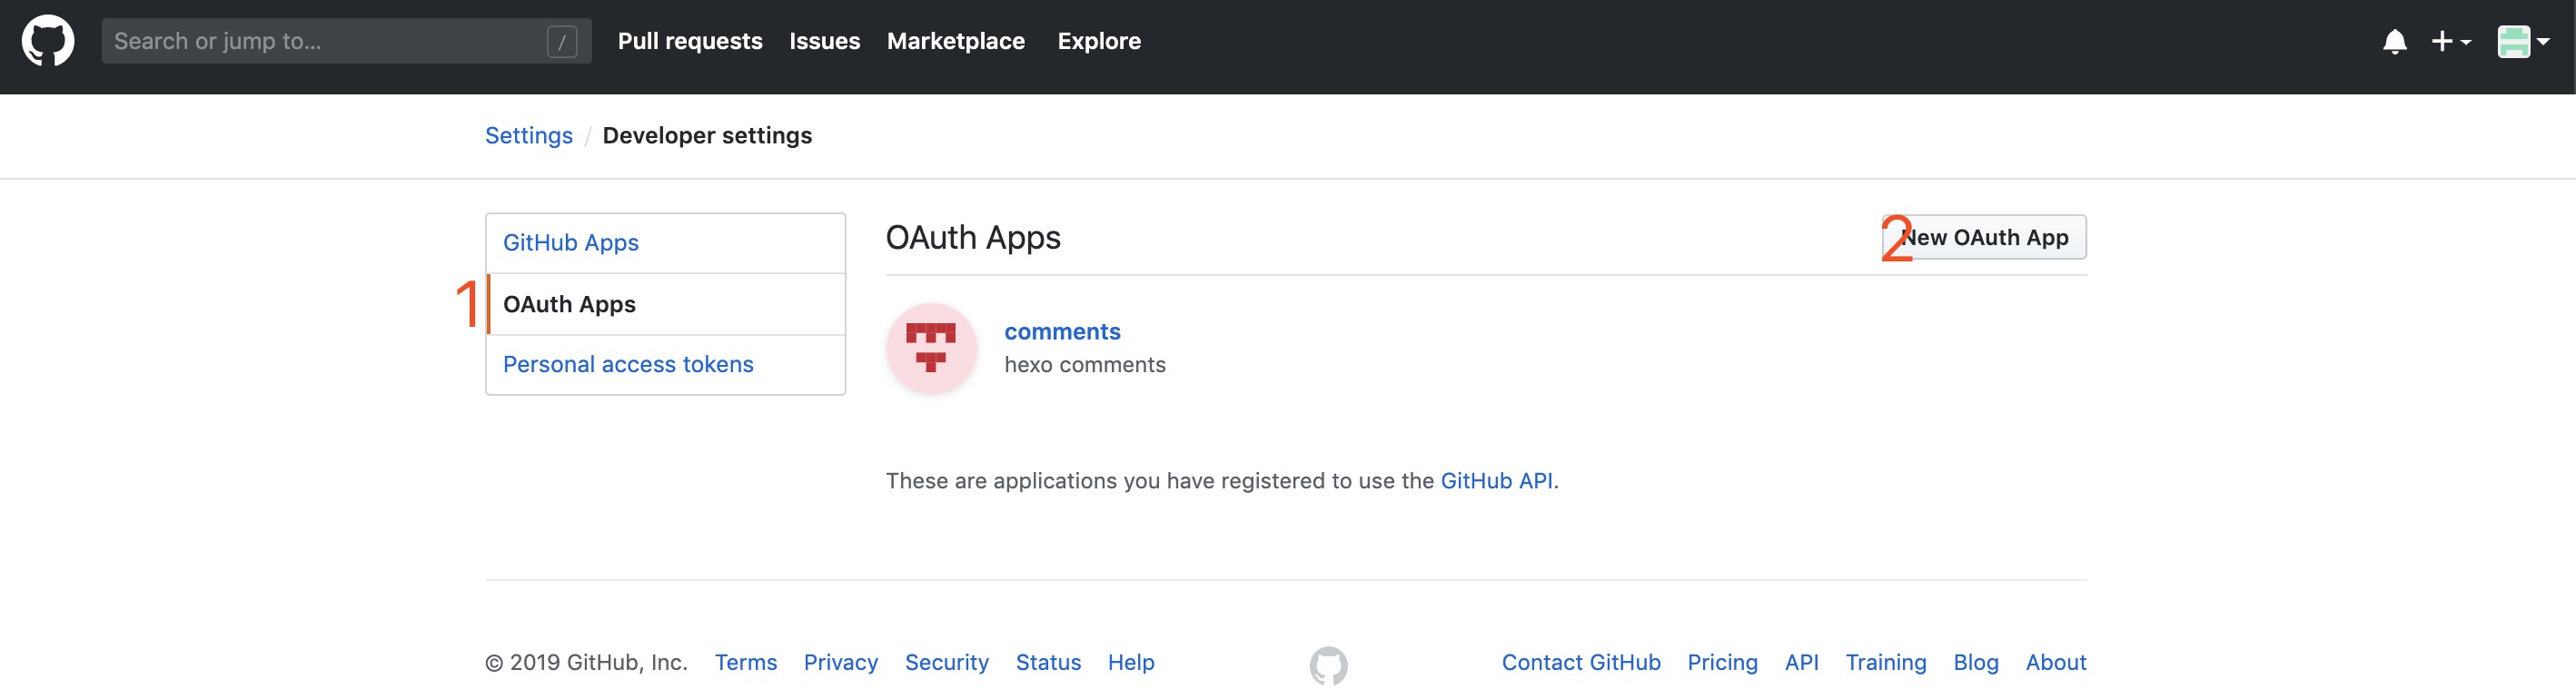 Search or jump to... / Pull requests Issues Marketplace Explore
Settings / Developer settings
GitHub Apps
1 OAuth Apps
Personal access tokens
OAuth Apps
2 New OAuth App
comments
hexo comments
These are applications you have registered to use the GitHub API.
© 2019 GitHub, Inc. Terms Privacy Security Status Help Contact GitHub Pricing API Training Blog About